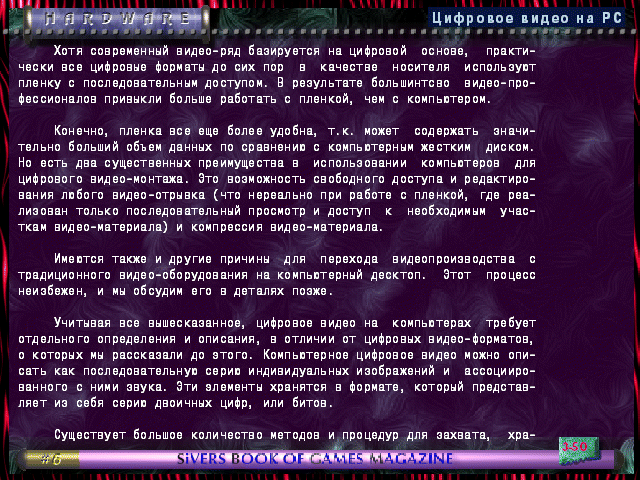 HARDWARE
Цифровое видео на PC
Хотя современный видео-ряд базируется на цифровой основе, практи-
чески все цифровые форматы до сих пор в качестве носителя используют
пленку с последовательным доступом. В результате большинтсво видео-про-
фессионалов привыкли больше работать с пленкой, чем с компьютером.
Конечно, пленка все еще более удобна, т.к. может содержать значи-
тельно больший объем данных по сравнению с компьютерным жестким диском.
Но есть два существенных преимущества в использовании компьютеров для
цифрового видео-монтажа. Это возможность свободного доступа и редактиро-
вания любого видео-отрывка (что нереально при работе с пленкой, где реа-
лизован только последовательный просмотр и доступ к необходимым учас-
ткам видео-материала) и компрессия видео-материала.
Имеются также и другие причины для перехода видеопроизводства с
традиционного видео-оборудования на компьютерный десктоп. Этот процесс
неизбежен, и мы обсудим его в деталях позже.
Учитывая все вышесказанное, цифровое видео на компьютерах требует
отдельного определения и описания, в отличии от цифровых видео-форматов,
о которых мы рассказали до этого. Компьютерное цифровое видео можно опи-
сать как последовательную серию индивидуальных изображений и ассоцииро-
ванного с ними звука. Эти элементы хранятся в формате, который представ-
ляет из себя серию двоичных цифр, или битов.
Существует большое количество методов и процедур для захвата, хра-
#6
SiVERS BOOK OF GAMES MAGAZINE
J-50